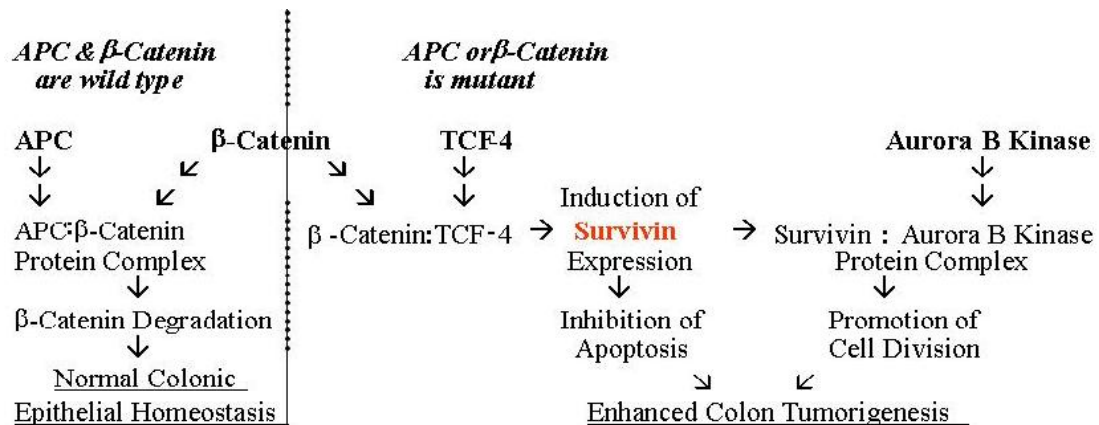 APC & β-Catenin
are wild type
APC orβ-Catenin
is mutant
APC
β-Catenin
TCF-4
Aurora B Kinase
APC:β-Catenin
Protein Complex
β-Catenin Degradation
Normal Colonic
Epithelial Homeostasis
β -Catenin:TCF-4
Induction of
Survivin
Expression
Inhibition of
Apoptosis
Survivin : Aurora B Kinase
Protein Complex
Promotion of
Cell Division
Enhanced Colon Tumorigenesis